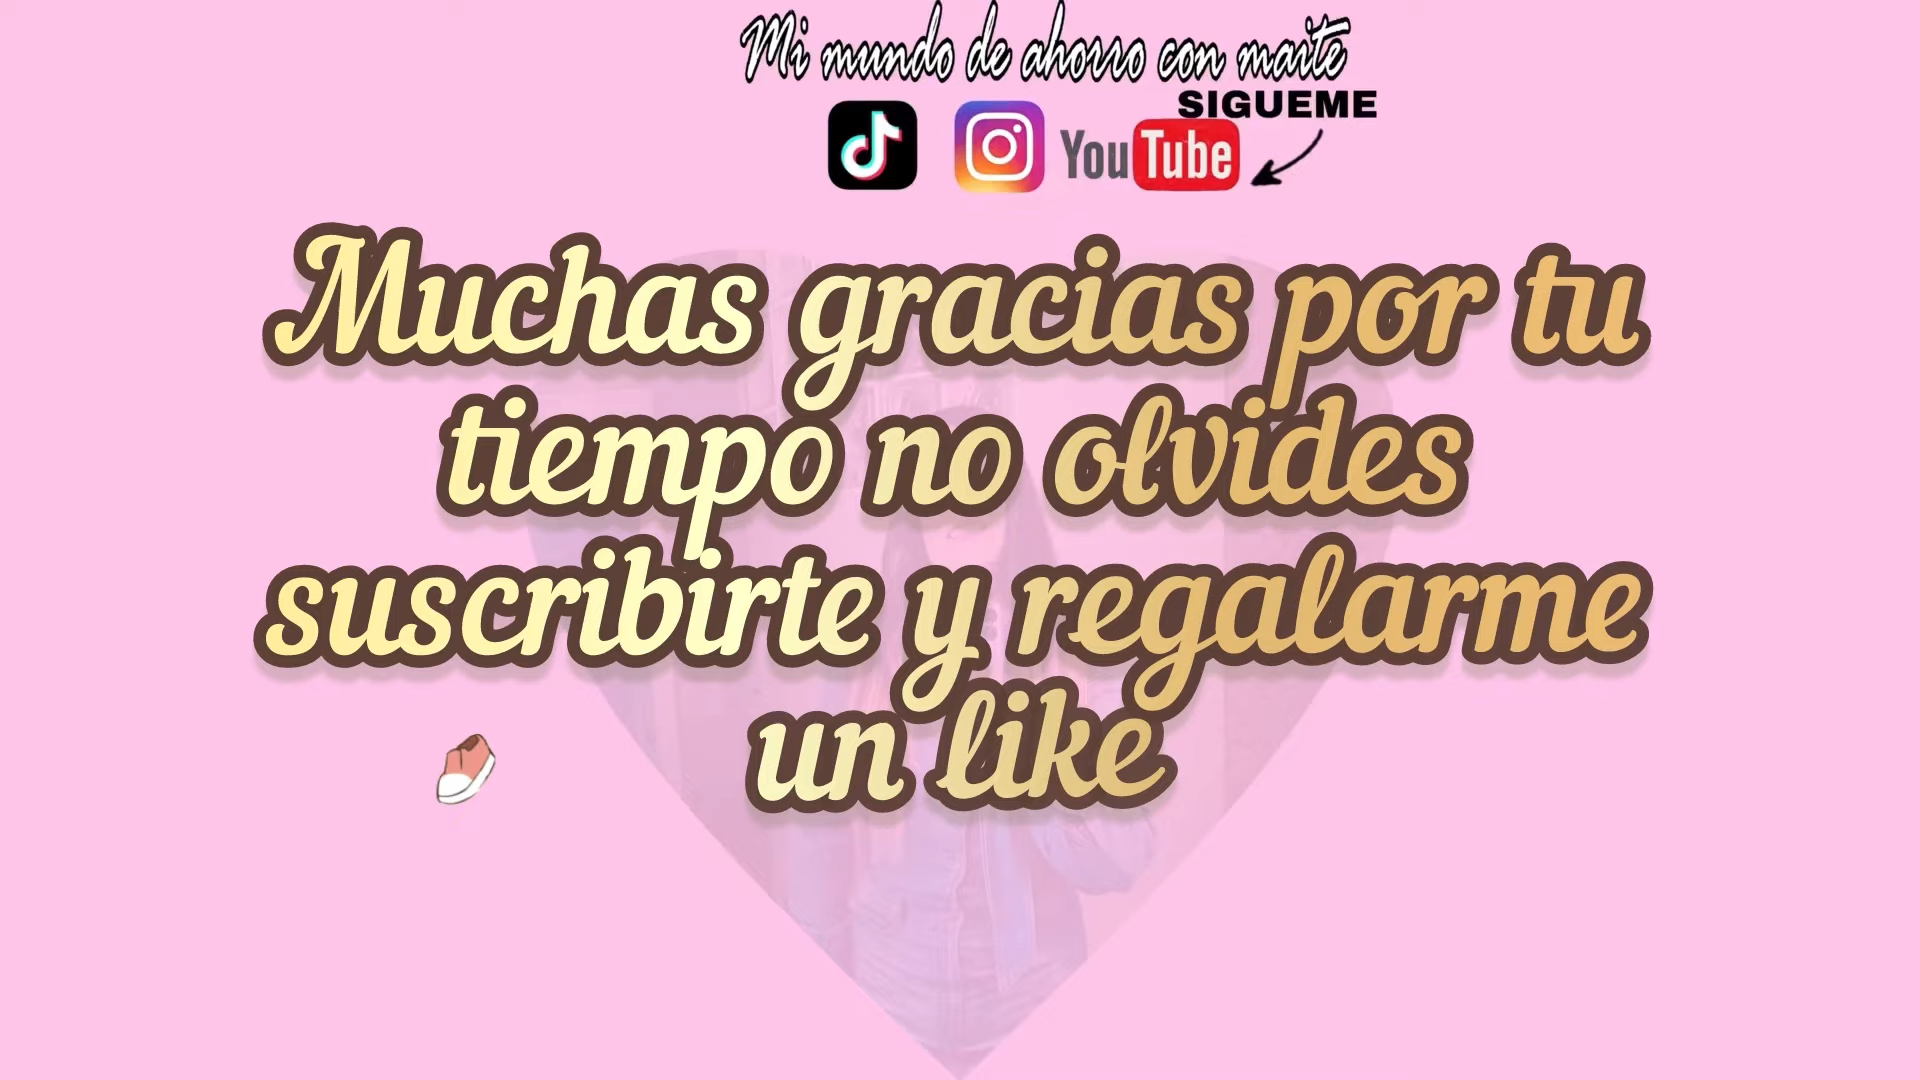 Mi mundo de ahorro con maite
SIGUEME
YouTube
Muchas gracias por tu
tiempo no olvides
suscribirte y regalarme
un like